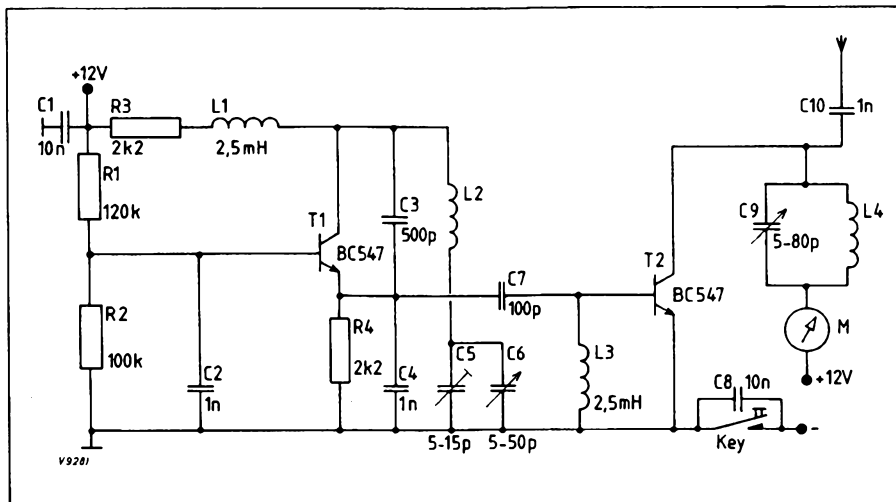 +12V
C1
10n
R3
2k2
L1
2,5mH
R1
120k
T1
BC547
C3
500p
L2
C10
1n
C9
5-80p
L4
T2
BC547
C7
100p
M
+12V
R2
100k
C2
1n
R4
2k2
C4
1n
C5
C6
5-15p
5-50p
L3
2,5mH
C8
10n
Key
-
V9281